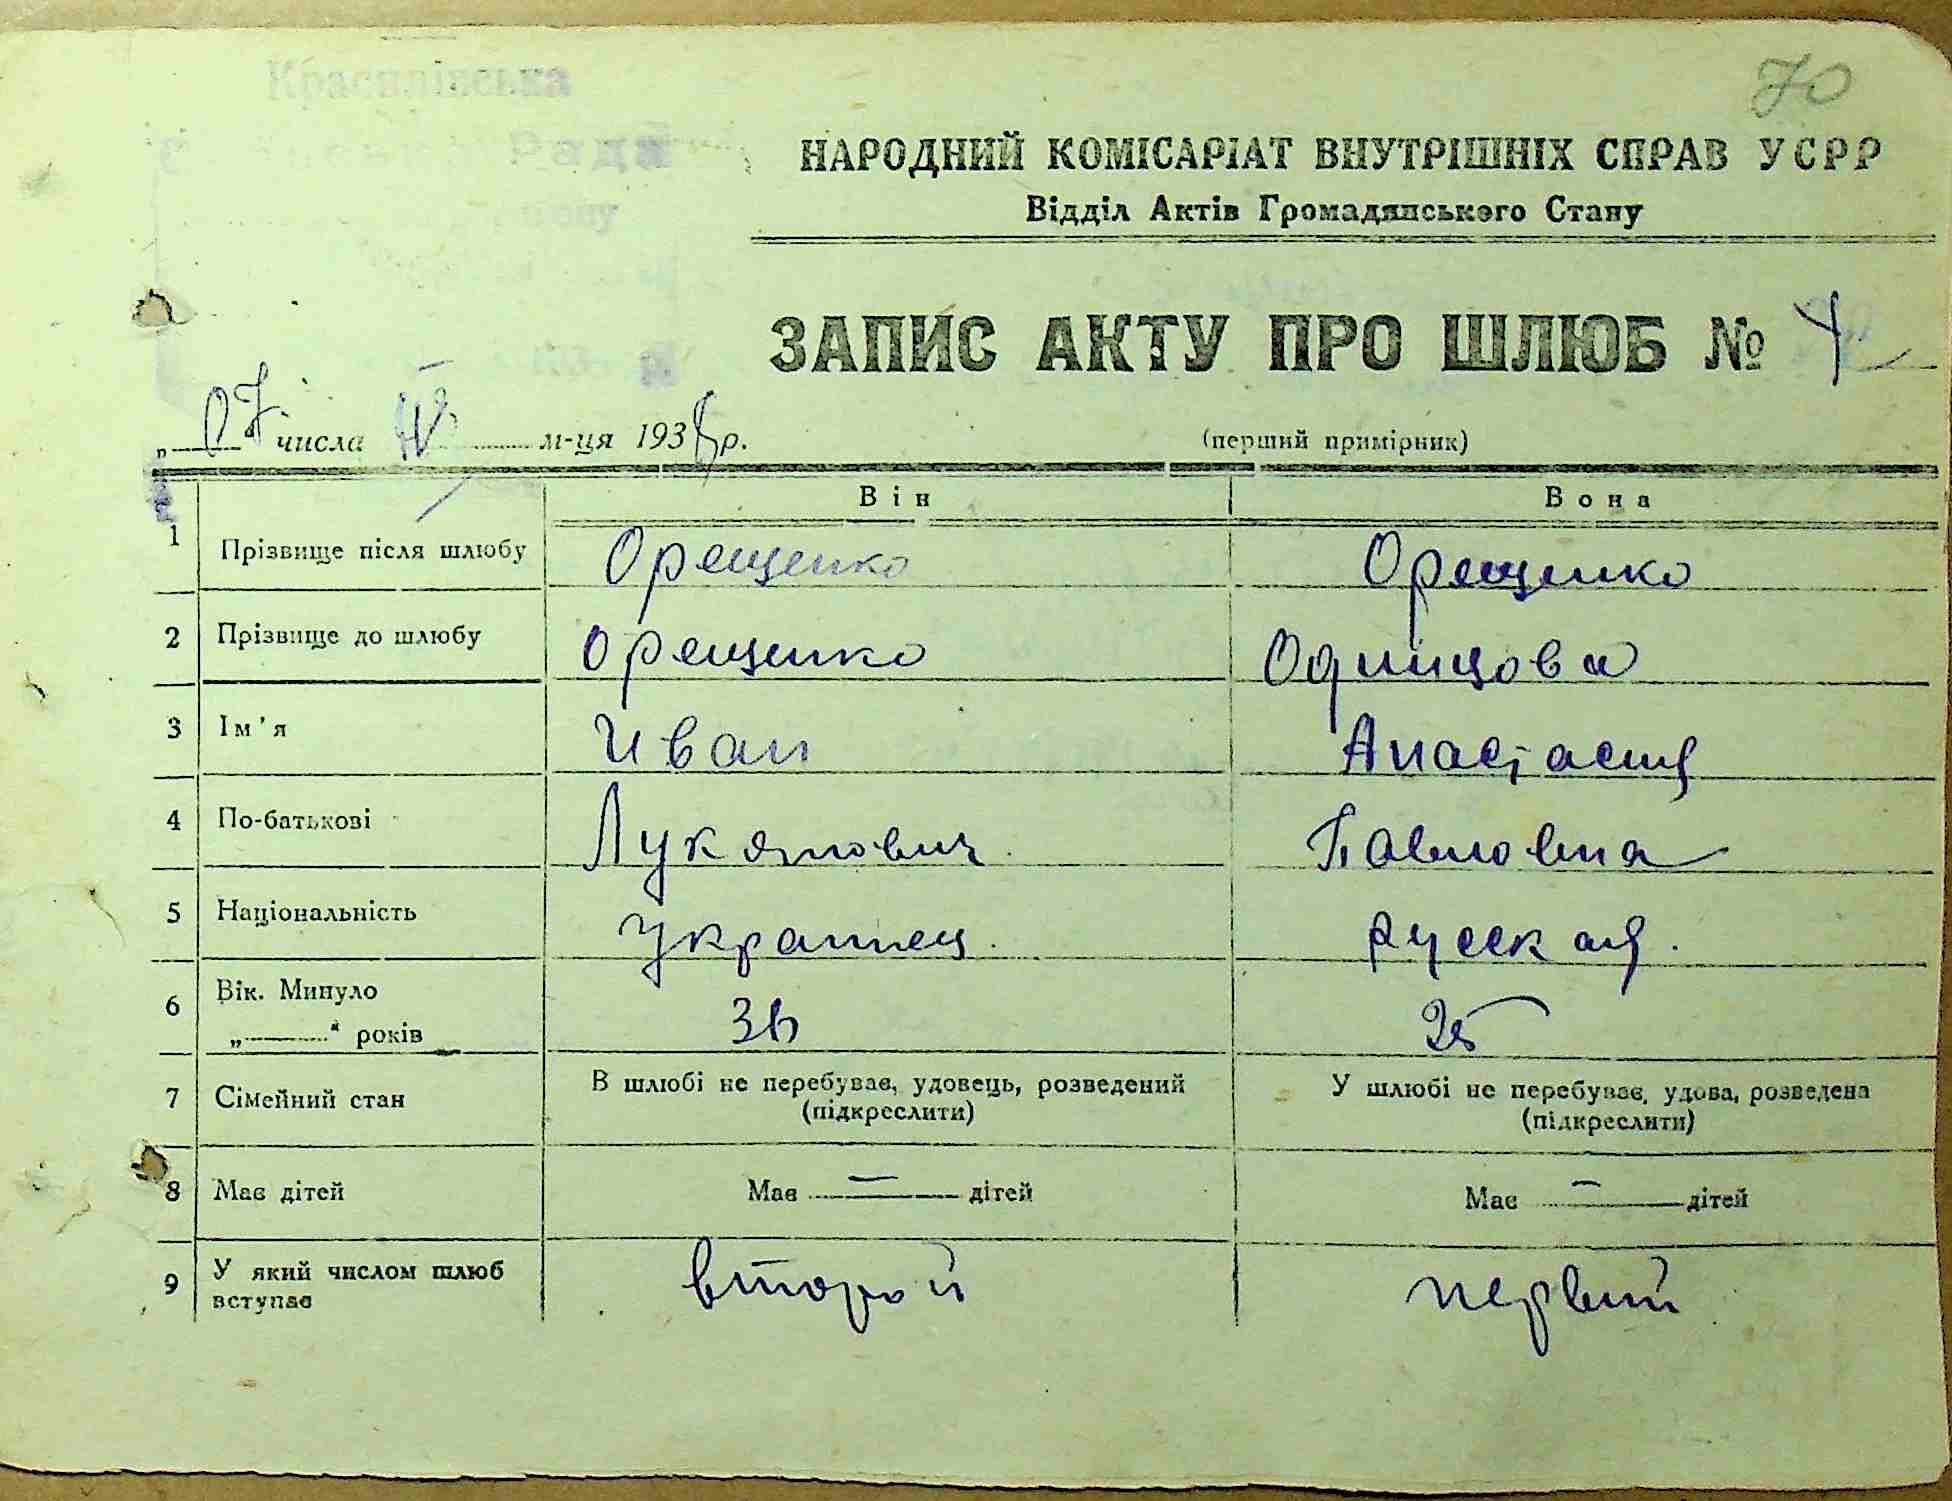 70
Красилівська
Рада
НАРОДНИЙ КОМІСАРІАТ ВНУТРІШНІХ СПРАВ УСРР
Відділ Актів Громадянського Стану
ЗАПИС АКТУ ПРО ШЛЮБ №
„07 числа м-ця 1938 р.
(перший примірник)
Він Вона
1 Прізвище після шлюбу Орещенко Орещенко
2 Прізвище до шлюбу Орещенко Одинцова
3 Ім'я Иван Анастасия
4 По-батькові Лукянович Павловна
5 Національність Украинец. русская.
6 Вік. Минуло
„ “ років 25
7 Сімейний стан В шлюбі не перебуває, удовець, розведений У шлюбі не перебуває, удова, розведена
(підкреслити) (підкреслити)
8 Має дітей Має — дітей Має — дітей
9 У який числом шлюб второй первий
вступає